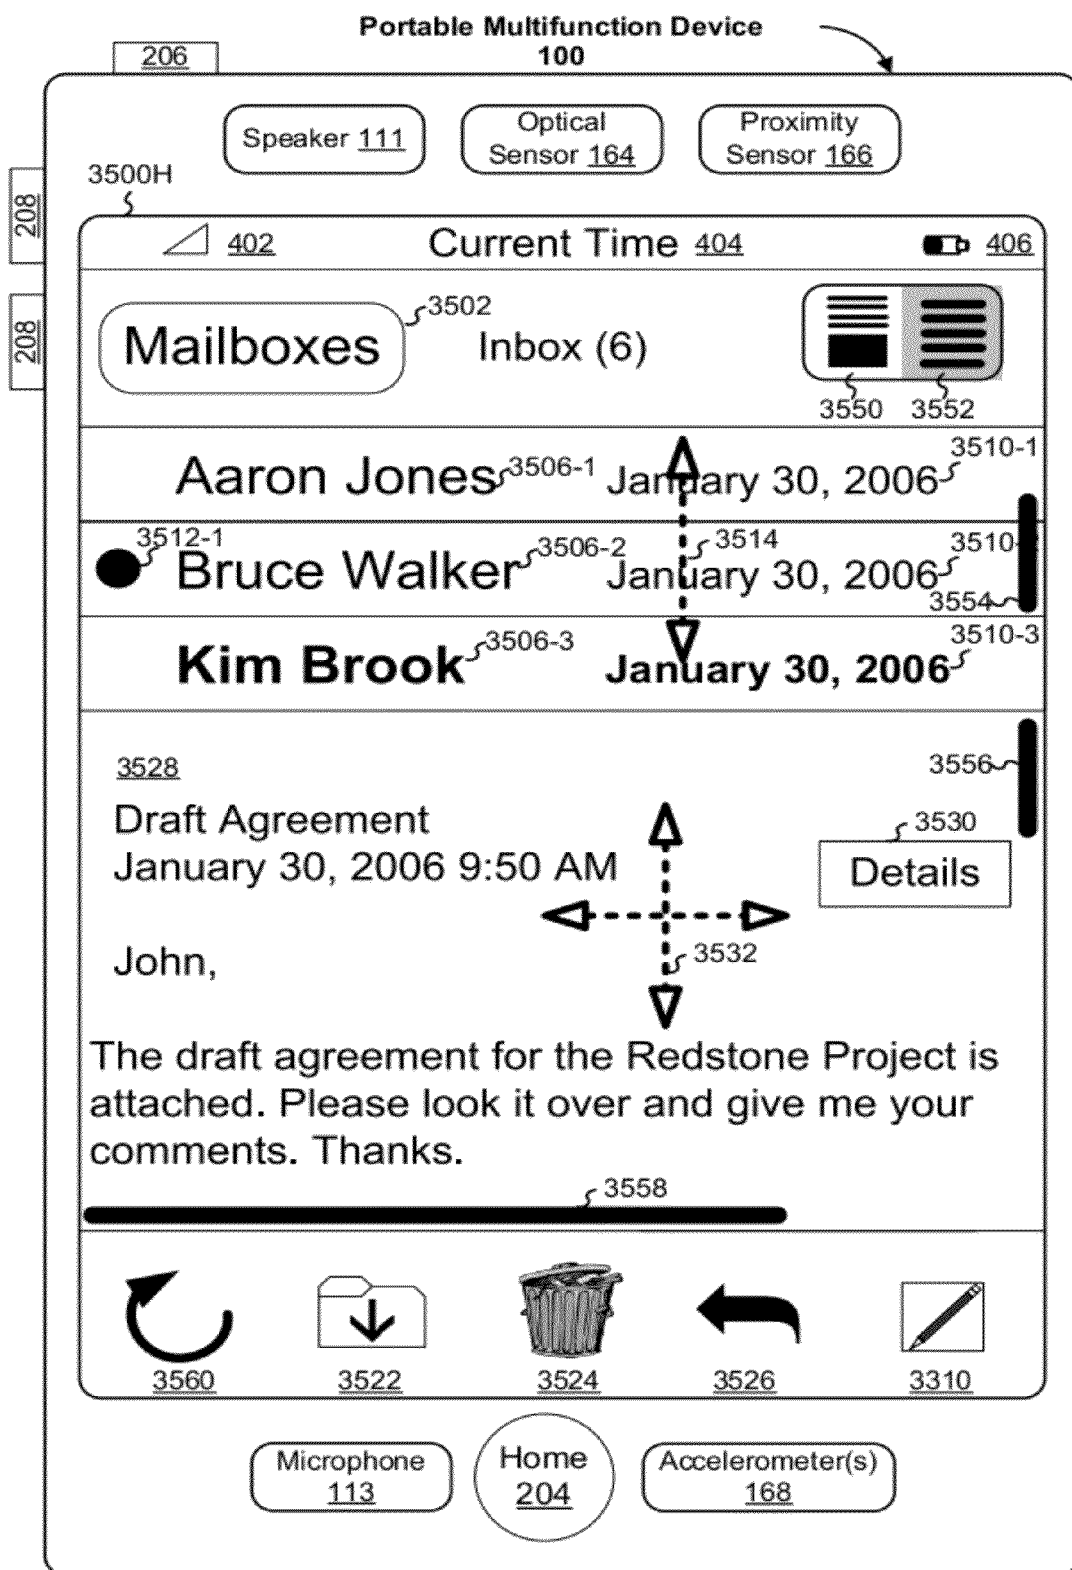 Portable Multifunction Device
100
206
Speaker 111
Optical
Sensor 164
Proximity
Sensor 166
3500H
208
208
402
Current Time 404
406
Mailboxes
3502
Inbox (6)
3550
3552
Aaron Jones
3506-1
January 30, 2006
3510-1
3512-1
Bruce Walker
3506-2
3514
January 30, 2006
3510-
3554
Kim Brook
3506-3
January 30, 2006
3510-3
3528
3556
Draft Agreement
3530
January 30, 2006 9:50 AM
Details
John,
3532
The draft agreement for the Redstone Project is
attached. Please look it over and give me your
comments. Thanks.
3558
3560
3522
3524
3526
3310
Microphone
113
Home
204
Accelerometer(s)
168